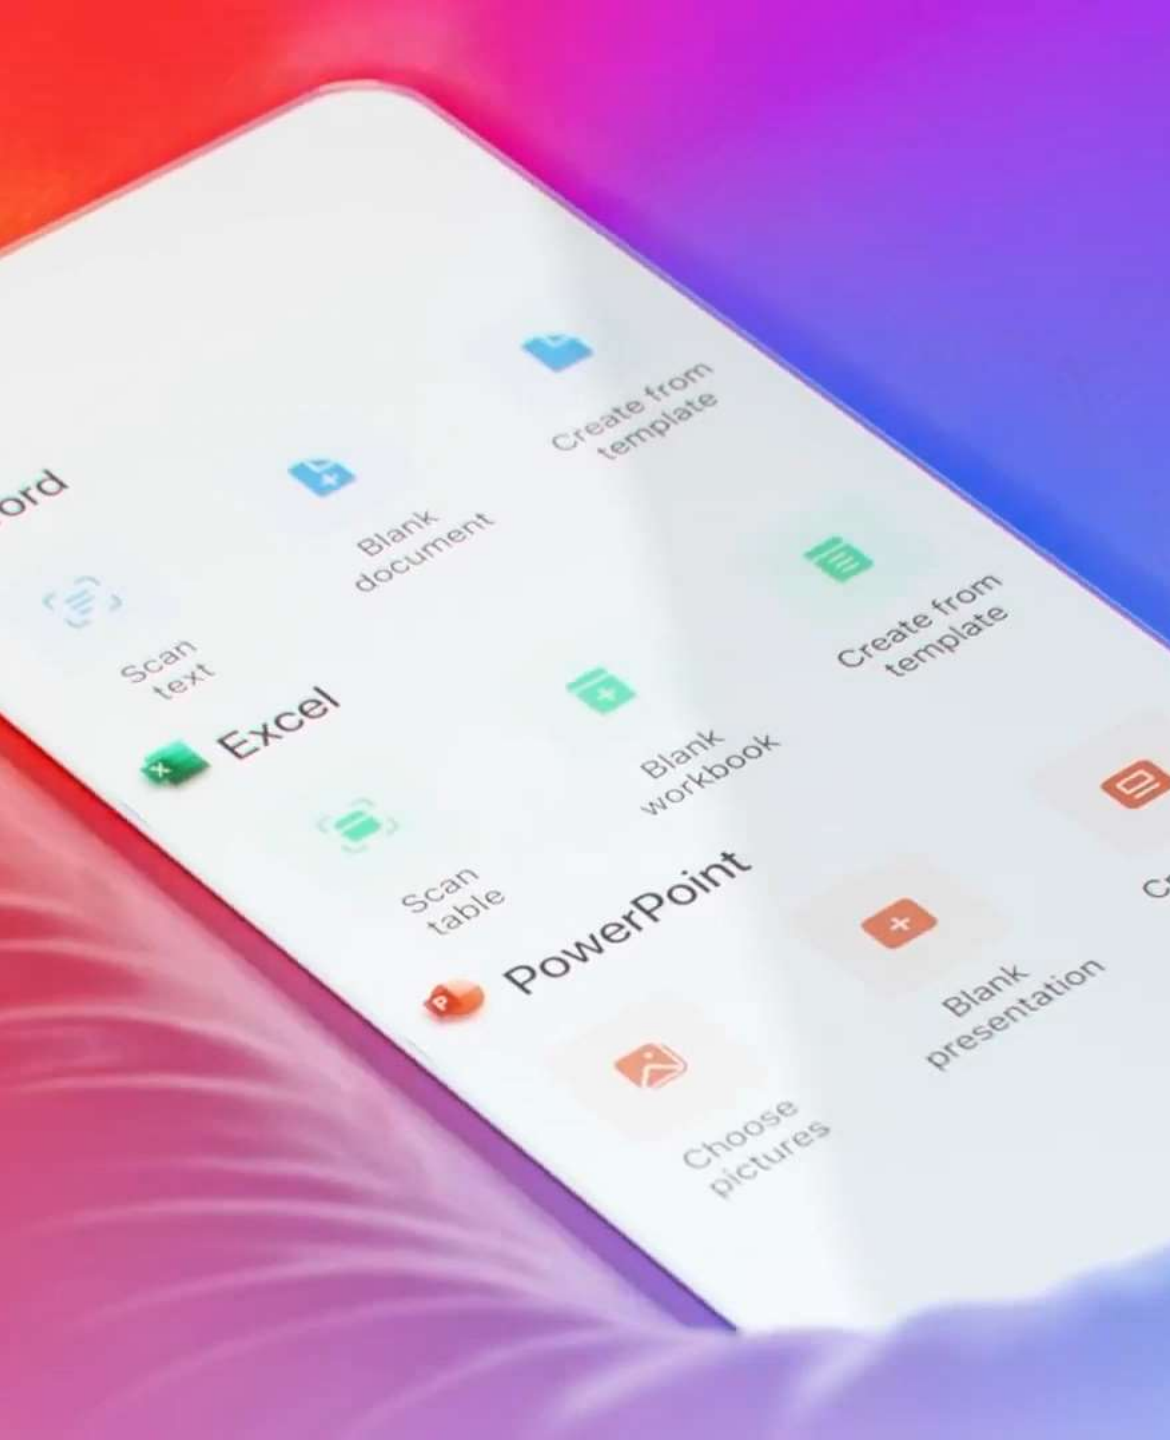 ord
Scan
text
Blank
document
Create from
template
X
Excel
Scan
table
Blank
workbook
Create from
template
P
PowerPoint
Choose
pictures
Blank
presentation
Cr